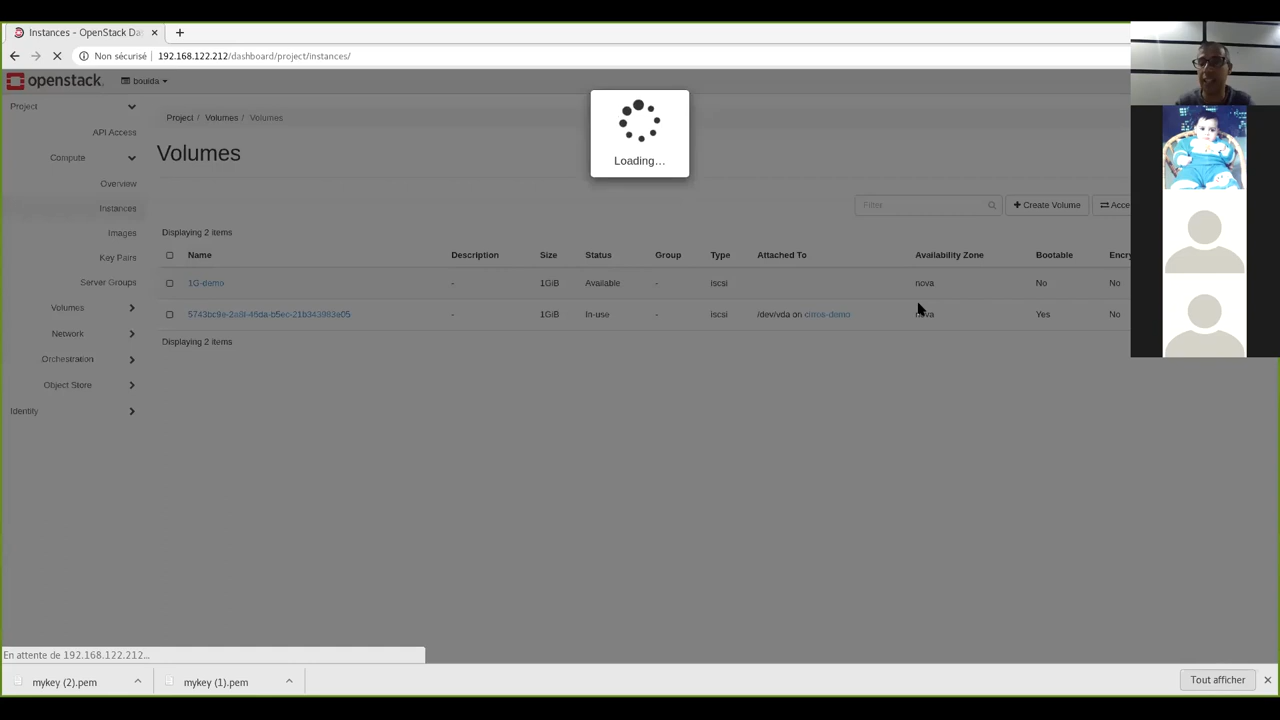 Instances - OpenStack Da
Non sécurisé 192.168.122.212/dashboard/project/instances/
openstack. bouida
Project
API Access
Compute
Overview
Instances
Images
Key Pairs
Server Groups
Volumes
Network
Orchestration
Object Store
Identity
Project / Volumes / Volumes
Volumes
Loading...
Filter
Create Volume
Acce
Displaying 2 items
Name Description Size Status Group Type Attached To Availability Zone Bootable Encry
1G-demo - 1GiB Available - iscsi nova No No
- 1GiB In-use - iscsi /dev/vda on cirros-demo nova Yes No
Displaying 2 items
En attente de 192.168.122.212...
mykey (2).pem
mykey (1).pem
Tout afficher